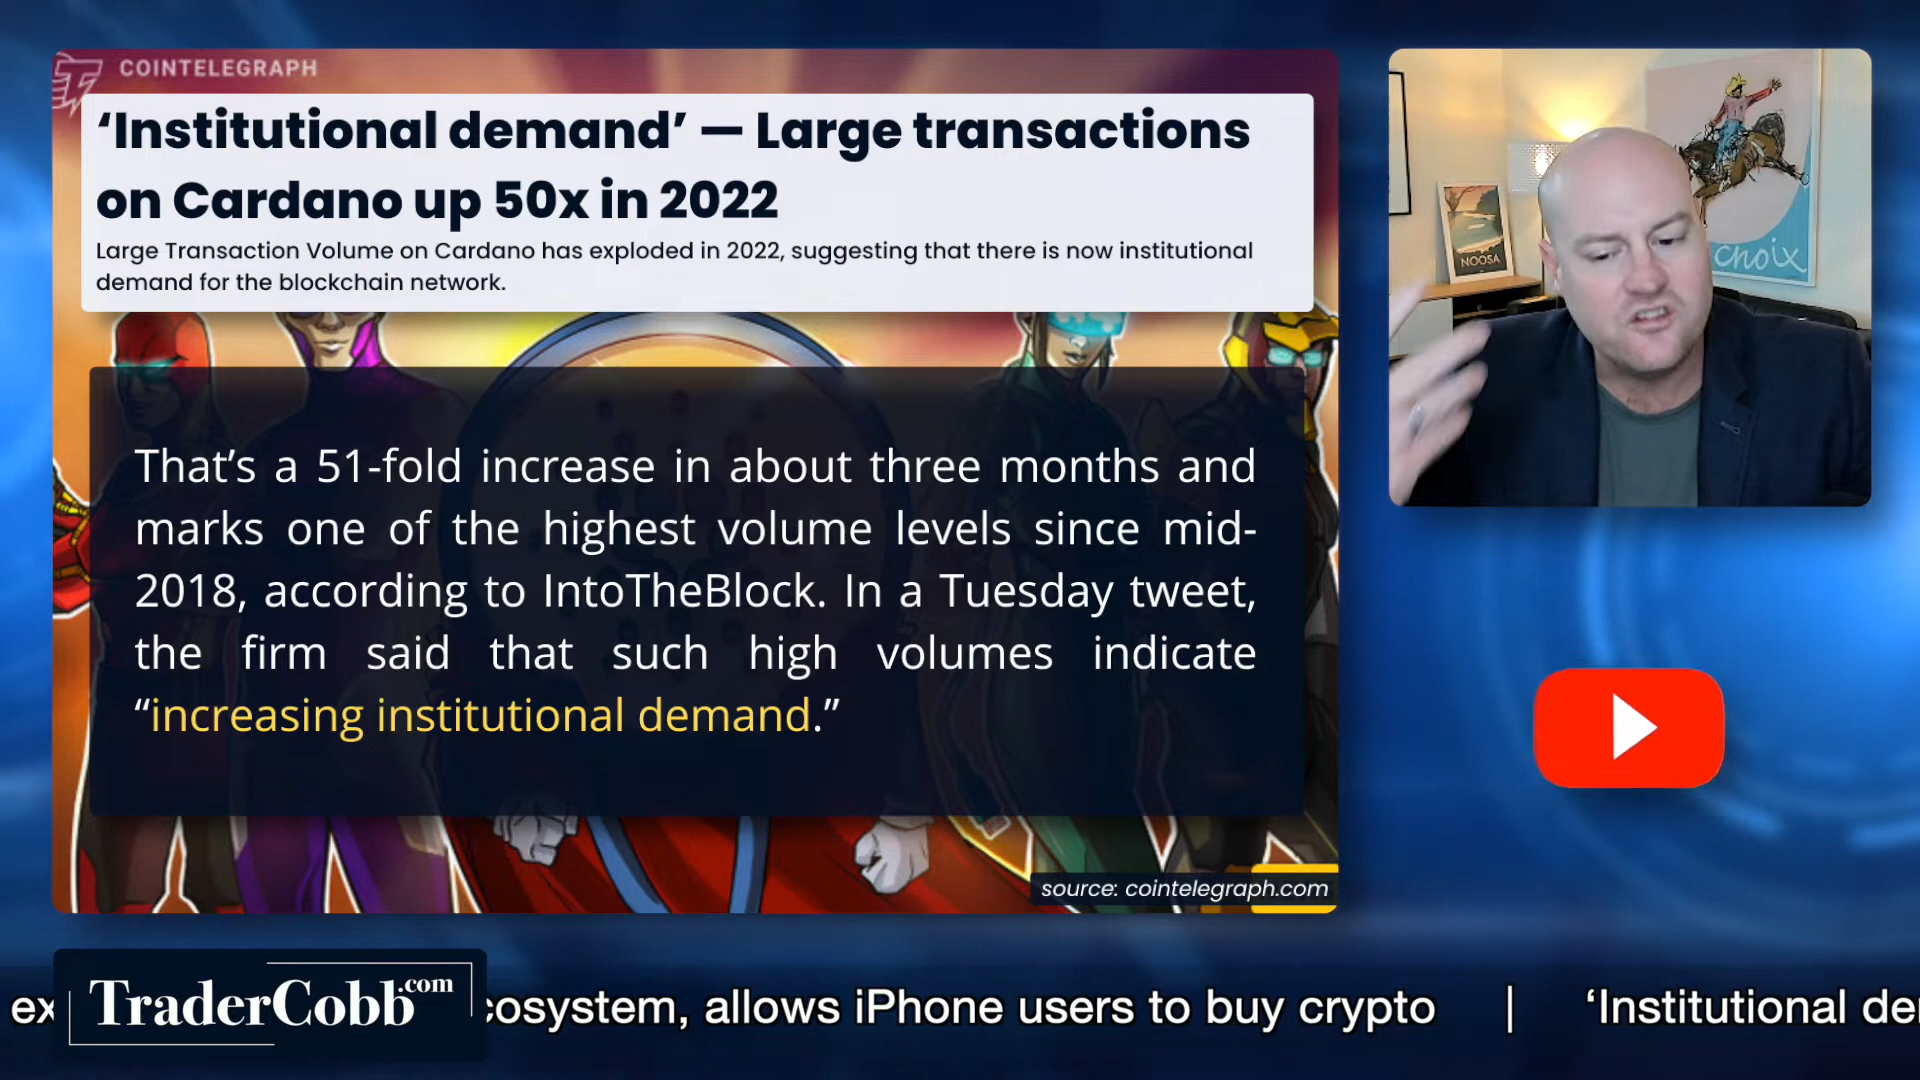 COINTELEGRAPH
‘Institutional demand’ — Large transactions
on Cardano up 50x in 2022
Large Transaction Volume on Cardano has exploded in 2022, suggesting that there is now institutional
demand for the blockchain network.
That’s a 51-fold increase in about three months and
marks one of the highest volume levels since mid-
2018, according to IntoTheBlock. In a Tuesday tweet,
the firm said that such high volumes indicate
“increasing institutional demand.”
source: cointelegraph.com
NOOSA
choix
TraderCobb.com
ex
cosystem, allows iPhone users to buy crypto | ‘Institutional de